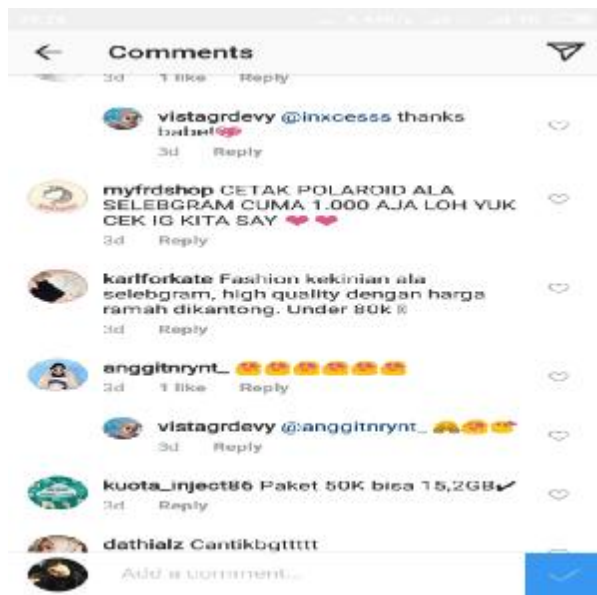 Comments
3d 1 like Reply
vistagrdevy @inxcesss thanks
babe!💓
3d Reply
myfrdshop CETAK POLAROID ALA
SELEBGRAM CUMA 1.000 AJA LOH YUK
CEK IG KITA SAY ❤️ ❤️
3d Reply
karlforkate Fashion kekinian ala
selebgram, high quality dengan harga
ramah dikantong. Under 80k
3d Reply
anggitnrynt_ 😍😍😍😍😍😍
3d 1 like Reply
vistagrdevy @anggitnrynt_ 🙈😍😘
3d Reply
kuota_inject86 Paket 50K bisa 15,2GB✔
3d Reply
dathialz Cantikbgttttt
Add a comment...